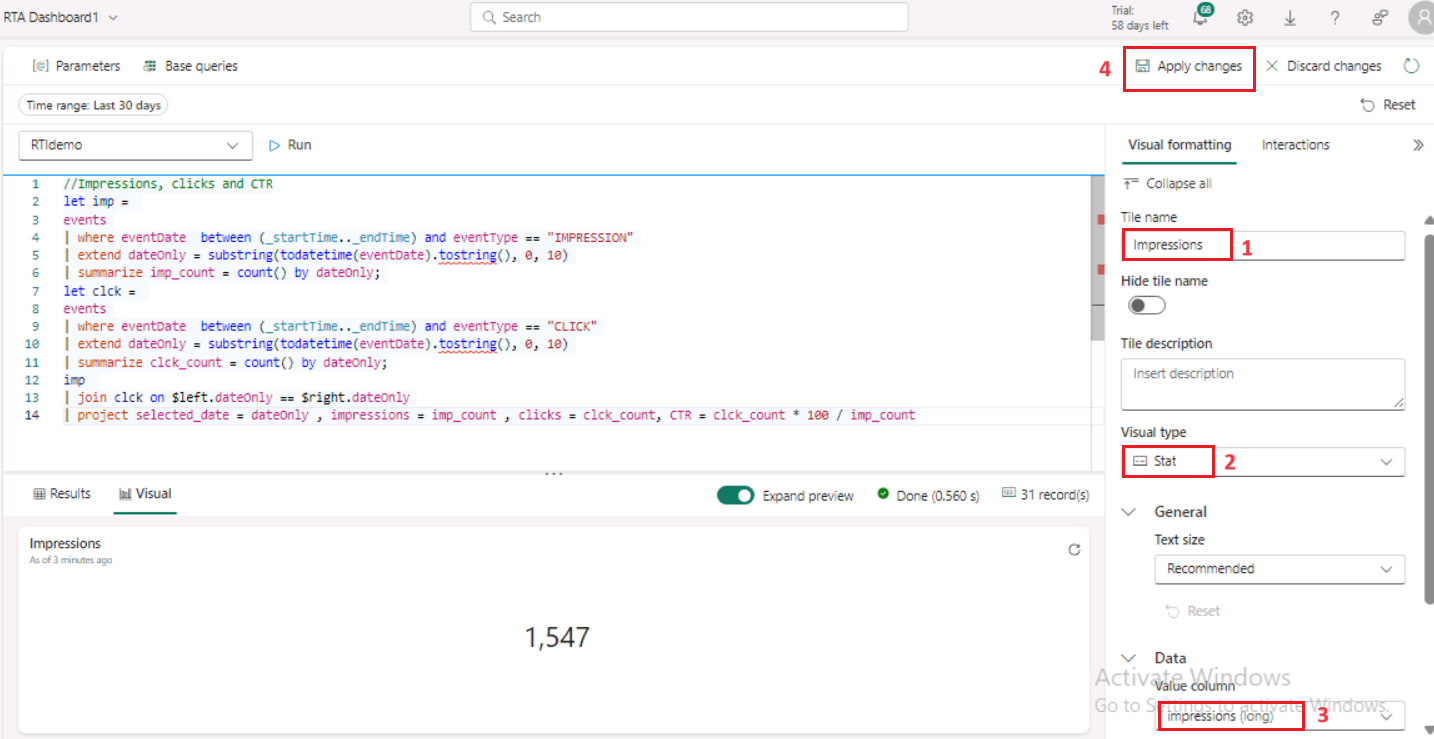 RTA Dashboard1
Search
Trial:
58 days left
68
?
[@] Parameters
Base queries
4
Apply changes
Discard changes
Time range: Last 30 days
Reset
RTIdemo
Run
Visual formatting
Interactions
1 //Impressions, clicks and CTR
2 let imp =
3 events
4 | where eventDate  between (_startTime.._endTime) and eventType == "IMPRESSION"
5 | extend dateOnly = substring(todatetime(eventDate).tostring(), 0, 10)
6 | summarize imp_count = count() by dateOnly;
7 let clck =
8 events
9 | where eventDate  between (_startTime.._endTime) and eventType == "CLICK"
10 | extend dateOnly = substring(todatetime(eventDate).tostring(), 0, 10)
11 | summarize clck_count = count() by dateOnly;
12 imp
13 | join clck on $left.dateOnly == $right.dateOnly
14 | project selected_date = dateOnly , impressions = imp_count , clicks = clck_count, CTR = clck_count * 100 / imp_count
Collapse all
Tile name
Impressions
1
Hide tile name
Tile description
Insert description
Visual type
Stat
2
General
Text size
Recommended
Reset
Data
Value column
impressions (long)
3
Results
Visual
Expand preview
Done (0.560 s)
31 record(s)
Impressions
As of 3 minutes ago
1,547
Activate Windows
Go to Settings to activate Windows.